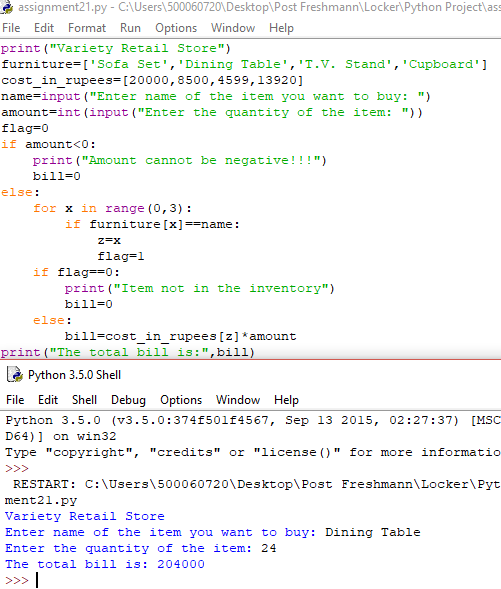 assignment21.py - C:\Users\500060720\Desktop\Post Freshmann\Locker\Python Project\ass
File Edit Format Run Options Window Help
print("Variety Retail Store")
furniture=['Sofa Set','Dining Table','T.V. Stand','Cupboard']
cost_in_rupees=[20000,8500,4599,13920]
name=input("Enter name of the item you want to buy: ")
amount=int(input("Enter the quantity of the item: "))
flag=0
if amount<0:
    print("Amount cannot be negative!!!")
    bill=0
else:
    for x in range(0,3):
        if furniture[x]==name:
            z=x
            flag=1
    if flag==0:
        print("Item not in the inventory")
        bill=0
    else:
        bill=cost_in_rupees[z]*amount
print("The total bill is:",bill)
Python 3.5.0 Shell
File Edit Shell Debug Options Window Help
Python 3.5.0 (v3.5.0:374f501f4567, Sep 13 2015, 02:27:37) [MSC
D64)] on win32
Type "copyright", "credits" or "license()" for more informatio
>>>
 RESTART: C:\Users\500060720\Desktop\Post Freshmann\Locker\Pyt
ment21.py
Variety Retail Store
Enter name of the item you want to buy: Dining Table
Enter the quantity of the item: 24
The total bill is: 204000
>>>